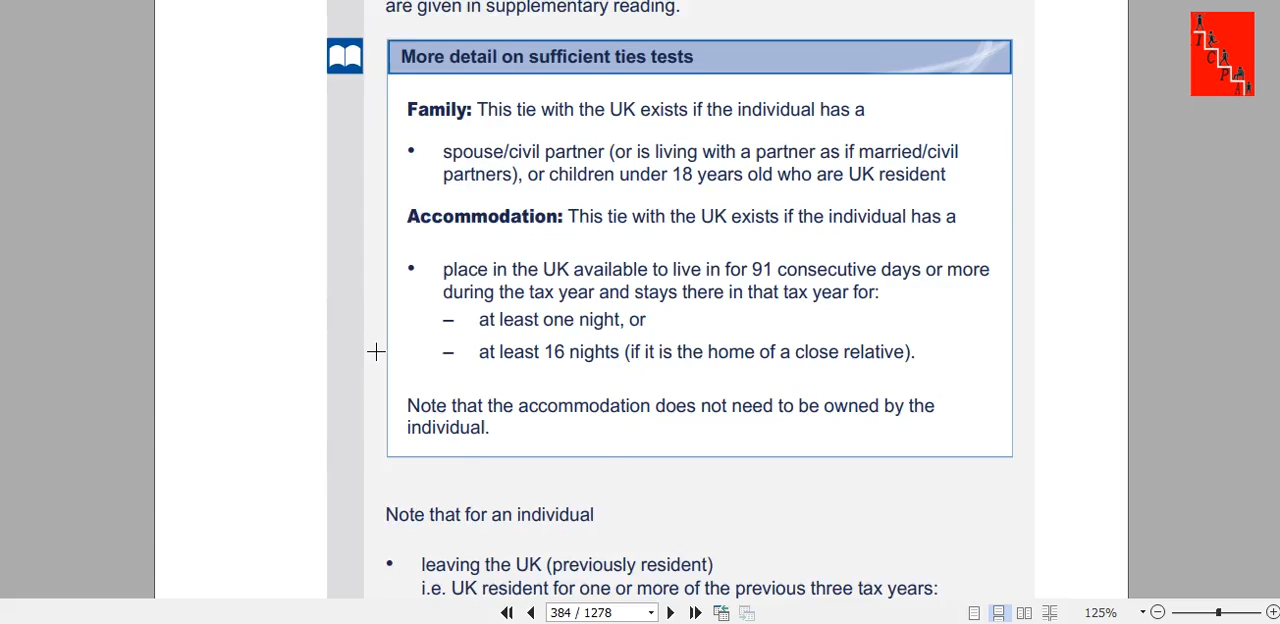 are given in supplementary reading.
More detail on sufficient ties tests
Family: This tie with the UK exists if the individual has a
• spouse/civil partner (or is living with a partner as if married/civil
partners), or children under 18 years old who are UK resident
Accommodation: This tie with the UK exists if the individual has a
• place in the UK available to live in for 91 consecutive days or more
during the tax year and stays there in that tax year for:
– at least one night, or
– at least 16 nights (if it is the home of a close relative).
Note that the accommodation does not need to be owned by the
individual.
Note that for an individual
• leaving the UK (previously resident)
i.e. UK resident for one or more of the previous three tax years:
384 / 1278
125%
T
C
P
A